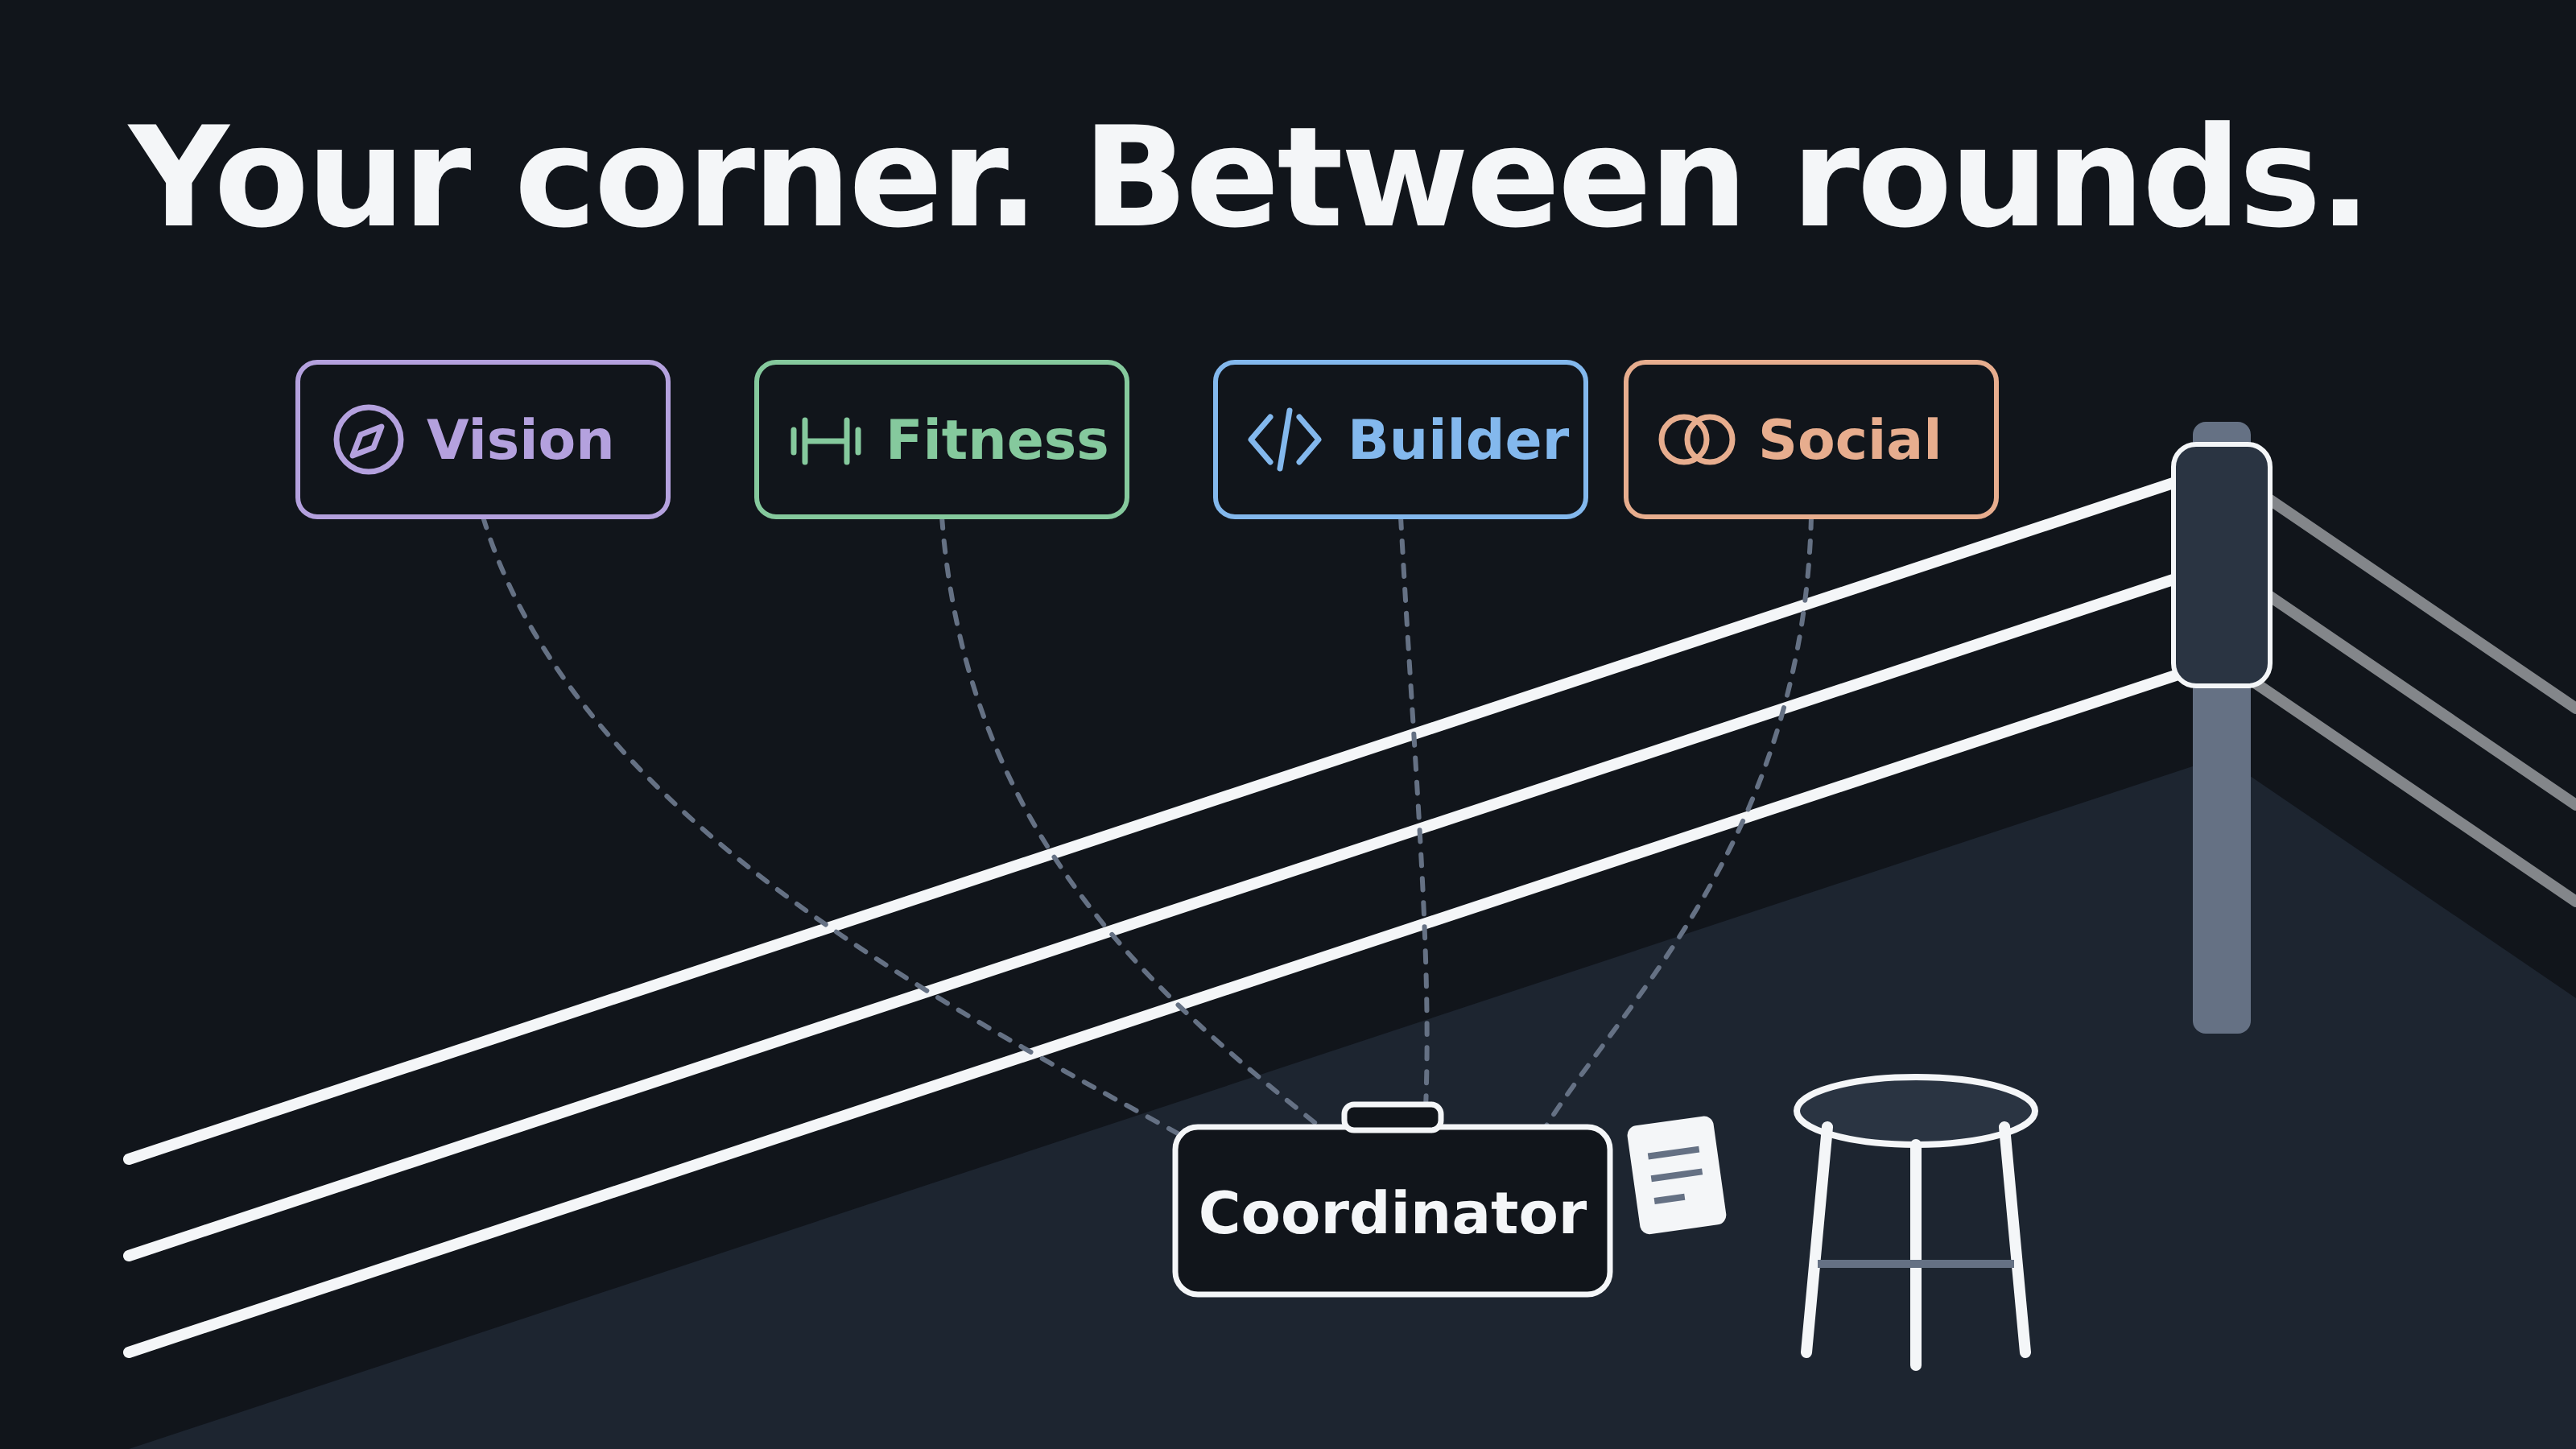 Your corner. Between rounds.
Vision
Fitness
Builder
Social
Coordinator